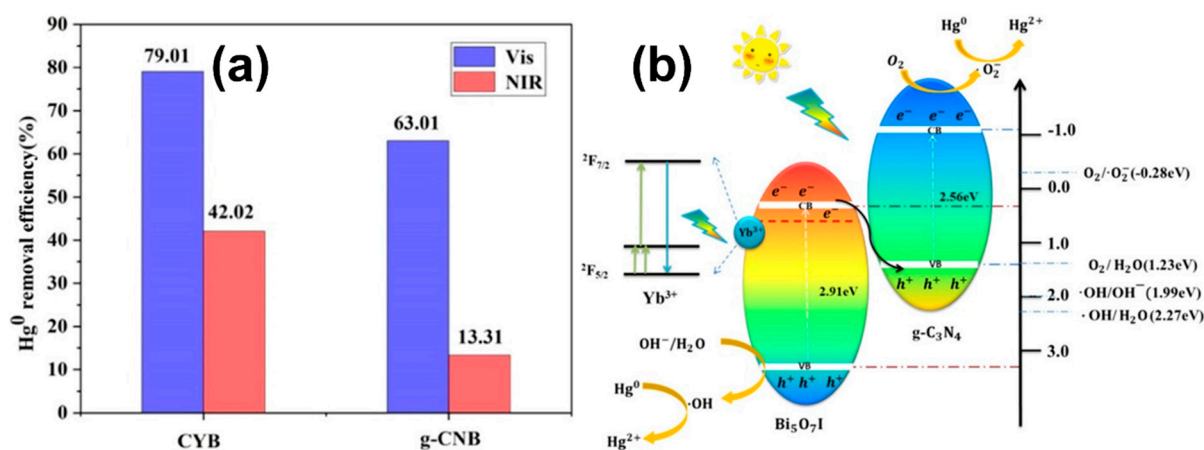 (a)
Hg⁰ removal efficiency(%)
90
80
70
60
50
40
30
20
10
0
Vis
NIR
79.01
42.02
63.01
13.31
CYB
g-CNB
(b)
Hg⁰
Hg²⁺
O₂
·O₂⁻
e⁻ e⁻ e⁻
CB
-1.0
²F₇/₂
O₂/·O₂⁻(-0.28eV)
0.0
e⁻ e⁻
CB
e⁻
2.56eV
Yb³⁺
1.0
O₂/H₂O(1.23eV)
VB
²F₅/₂
h⁺ h⁺ h⁺
Yb³⁺
2.91eV
2.0
·OH/OH⁻(1.99eV)
·OH/H₂O(2.27eV)
g-C₃N₄
OH⁻/H₂O
3.0
VB
h⁺ h⁺ h⁺
Hg⁰
·OH
Hg²⁺
Bi₅O₇I